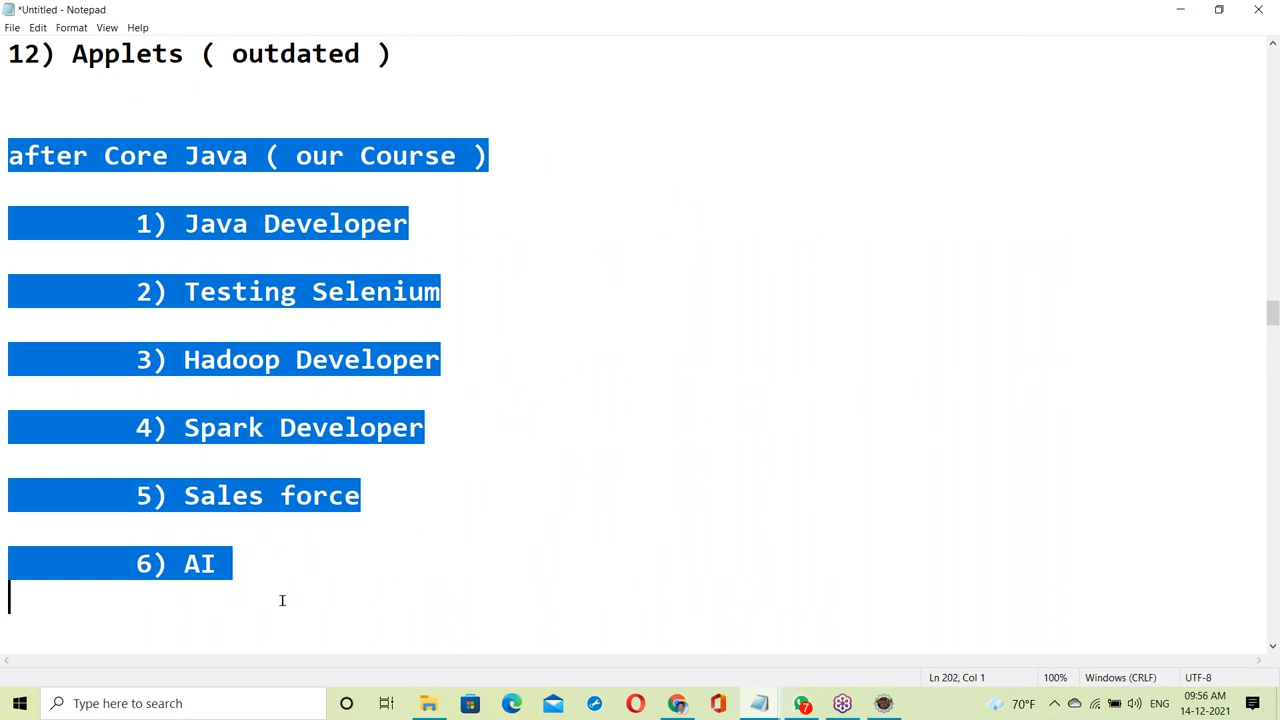 *Untitled - Notepad
File Edit Format View Help
12) Applets ( outdated )
after Core Java ( our Course )
1) Java Developer
2) Testing Selenium
3) Hadoop Developer
4) Spark Developer
5) Sales force
6) AI
Ln 202, Col 1 100% Windows (CRLF) UTF-8
Type here to search
7
70°F ENG 09:56 AM
14-12-2021